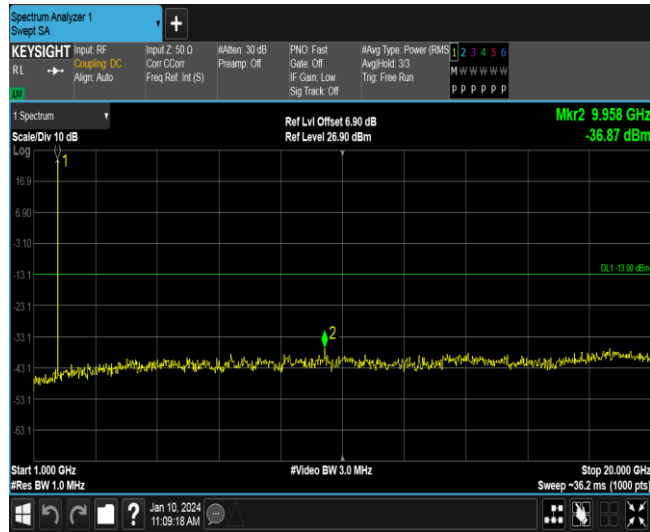 Spectrum Analyzer 1
Swept SA
+
KEYSIGHT
RL
LXI
Input: RF
Coupling: DC
Align: Auto
Input Z: 50 Ω
Corr CCorr
Freq Ref: Int (S)
#Atten: 30 dB
Preamp: Off
PNO: Fast
Gate: Off
IF Gain: Low
Sig Track: Off
#Avg Type: Power (RMS
Avg|Hold: 3/3
Trig: Free Run
1 2 3 4 5 6
M W W W W W
P P P P P P
1 Spectrum
Scale/Div 10 dB
Ref Lvl Offset 6.90 dB
Ref Level 26.90 dBm
Mkr2 9.958 GHz
-36.87 dBm
Log
1
16.9
6.90
-3.10
-13.1
DL1 -13.00 dBm
-23.1
-33.1
2
-43.1
-53.1
-63.1
Start 1.000 GHz
#Video BW 3.0 MHz
Stop 20.000 GHz
#Res BW 1.0 MHz
Sweep ~36.2 ms (1000 pts)
?
Jan 10, 2024
11:09:18 AM